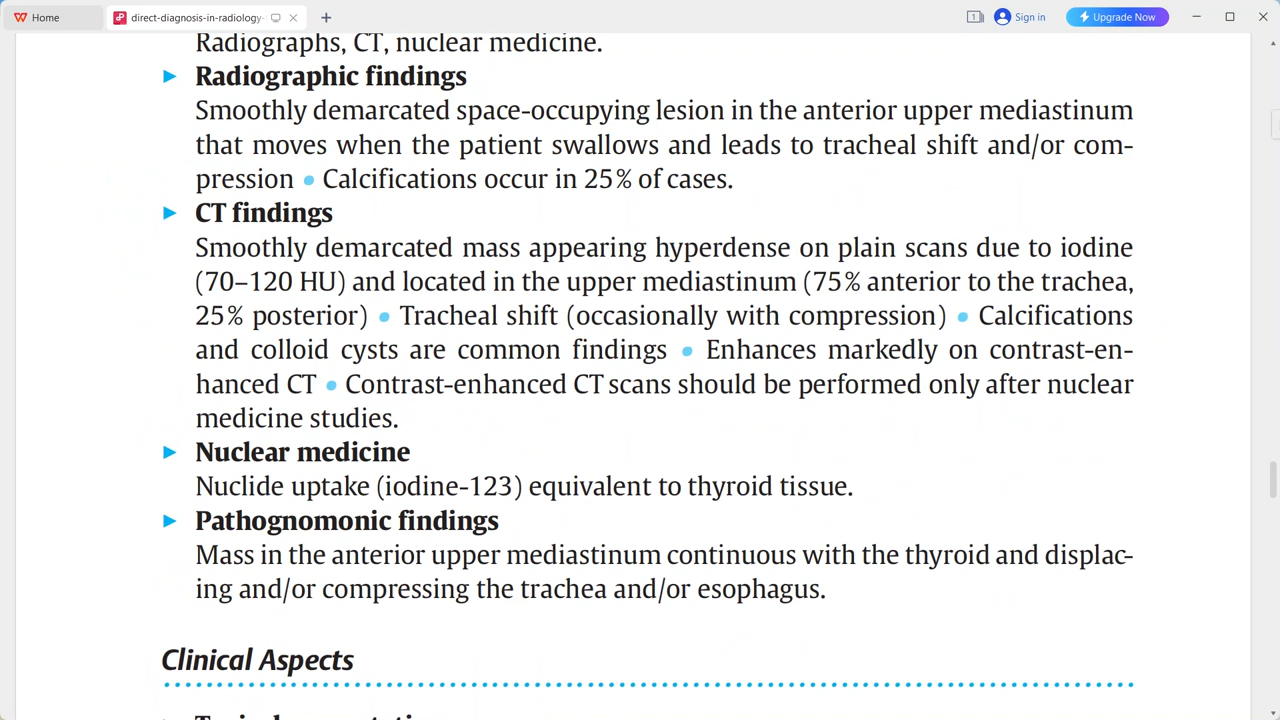 Home
direct-diagnosis-in-radiology-
1
Sign in
Upgrade Now
Radiographs, CT, nuclear medicine.
Radiographic findings
Smoothly demarcated space-occupying lesion in the anterior upper mediastinum
that moves when the patient swallows and leads to tracheal shift and/or com-
pression • Calcifications occur in 25% of cases.
CT findings
Smoothly demarcated mass appearing hyperdense on plain scans due to iodine
(70–120 HU) and located in the upper mediastinum (75% anterior to the trachea,
25% posterior) • Tracheal shift (occasionally with compression) • Calcifications
and colloid cysts are common findings • Enhances markedly on contrast-en-
hanced CT • Contrast-enhanced CT scans should be performed only after nuclear
medicine studies.
Nuclear medicine
Nuclide uptake (iodine-123) equivalent to thyroid tissue.
Pathognomonic findings
Mass in the anterior upper mediastinum continuous with the thyroid and displac-
ing and/or compressing the trachea and/or esophagus.
Clinical Aspects